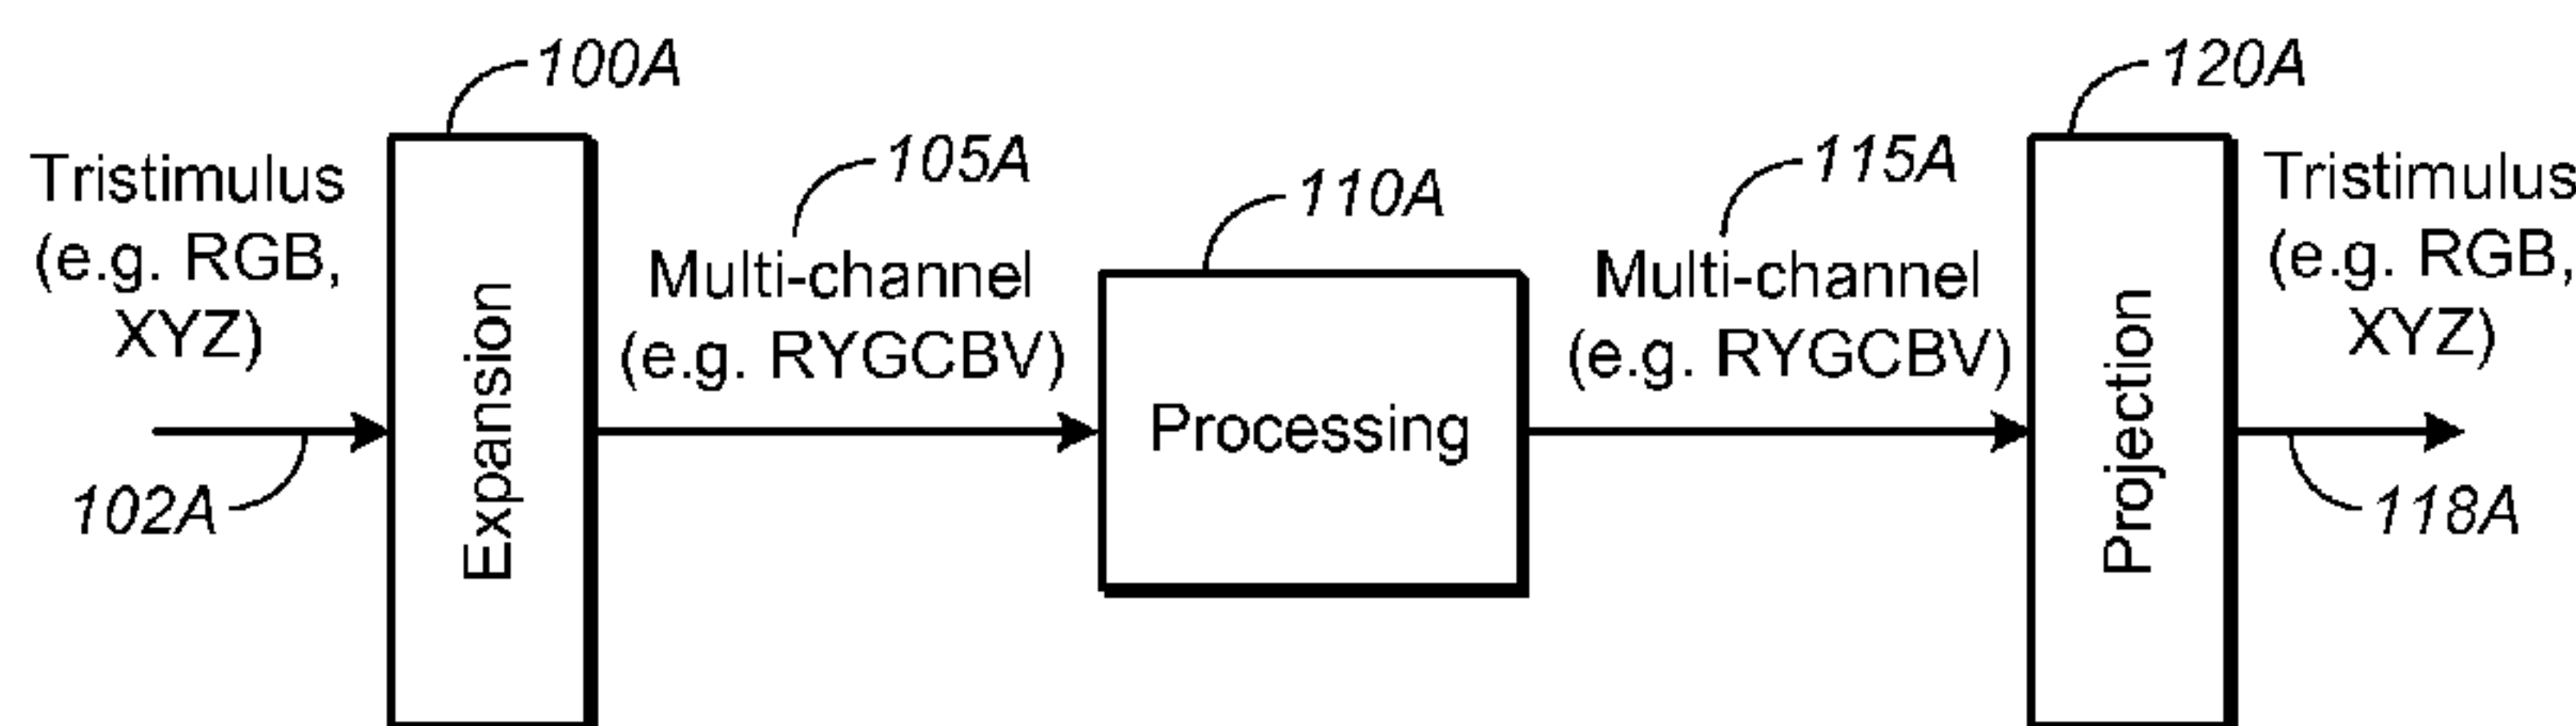 100A
120A
Tristimulus
(e.g. RGB,
XYZ)
105A
Multi-channel
(e.g. RYGCBV)
110A
115A
Multi-channel
(e.g. RYGCBV)
Tristimulus
(e.g. RGB,
XYZ)
Expansion
Processing
Projection
102A
118A